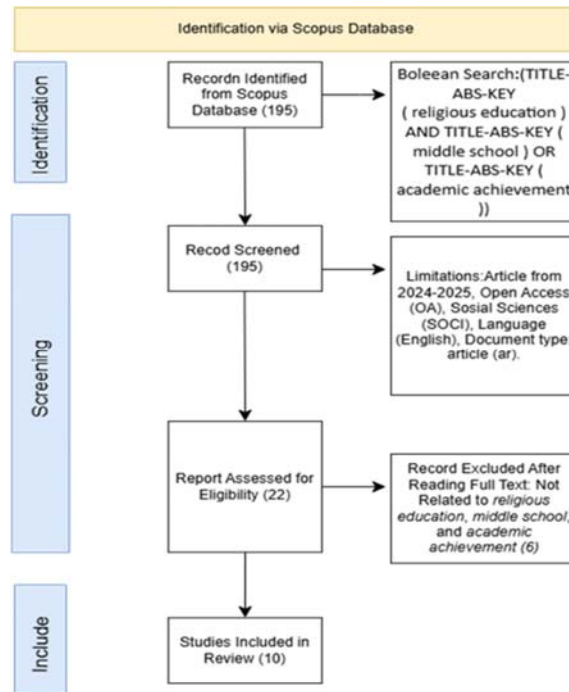 Identification via Scopus Database
Identification
Recordn Identified
from Scopus
Database (195)
Boleean Search:(TITLE-
ABS-KEY
( religious education )
AND TITLE-ABS-KEY (
middle school ) OR
TITLE-ABS-KEY (
academic achievement
))
Screening
Recod Screened
(195)
Limitations:Article from
2024-2025, Open Access
(OA), Sosial Sciences
(SOCI), Language
(English), Document type
article (ar).
Report Assessed for
Eligibility (22)
Record Excluded After
Reading Full Text: Not
Related to religious
education, middle school,
and academic
achievement (6)
Include
Studies Included in
Review (10)